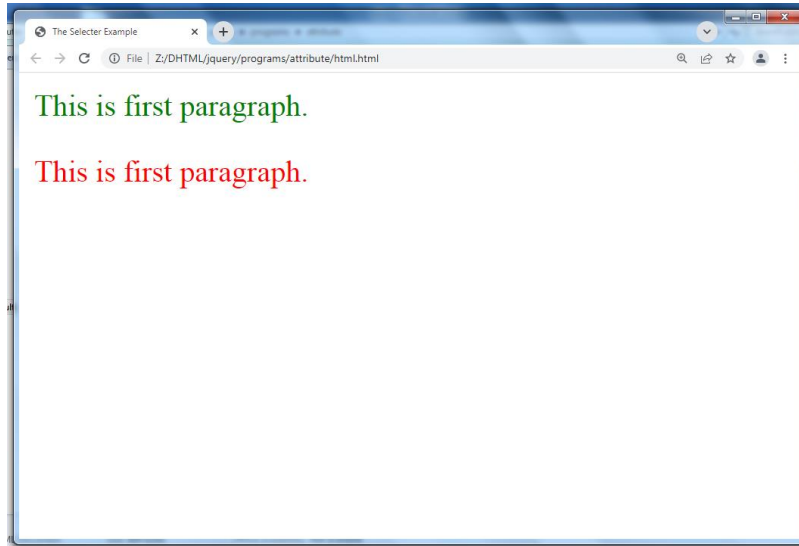 The Selecter Example
File Z:/DHTML/jquery/programs/attribute/html.html
This is first paragraph.
This is first paragraph.